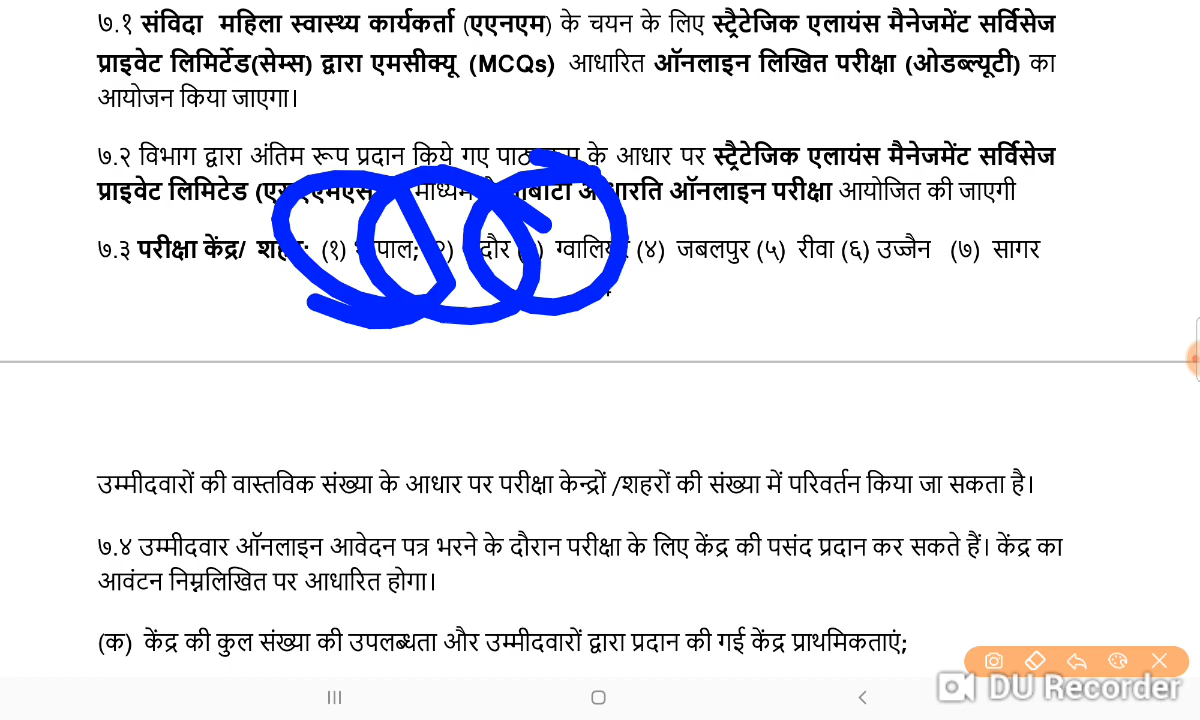 ७.१ संविदा महिला स्वास्थ्य कार्यकर्ता (एएनएम) के चयन के लिए स्ट्रैटेजिक एलायंस मैनेजमेंट सर्विसेज
प्राइवेट लिमिर्टेड(सेम्स) द्वारा एमसीक्यू (MCQs) आधारित ऑनलाइन लिखित परीक्षा (ओडब्ल्यूटी) का
आयोजन किया जाएगा।
७.२ विभाग द्वारा अंतिम रूप प्रदान किये गए के आधार पर स्ट्रैटेजिक एलायंस मैनेजमेंट सर्विसेज
प्राइवेट लिमिटेड ऑनलाइन परीक्षा आयोजित की जाएगी
७.३ परीक्षा केंद्र/ (१) (४) जबलपुर (५) रीवा (६) उज्जैन (७) सागर
उम्मीदवारों की वास्तविक संख्या के आधार पर परीक्षा केन्द्रों /शहरों की संख्या में परिवर्तन किया जा सकता है।
७.४ उम्मीदवार ऑनलाइन आवेदन पत्र भरने के दौरान परीक्षा के लिए केंद्र की पसंद प्रदान कर सकते हैं। केंद्र का
आवंटन निम्नलिखित पर आधारित होगा।
(क) केंद्र की कुल संख्या की उपलब्धता और उम्मीदवारों द्वारा प्रदान की गई केंद्र प्राथमिकताएं;
DU Recorder